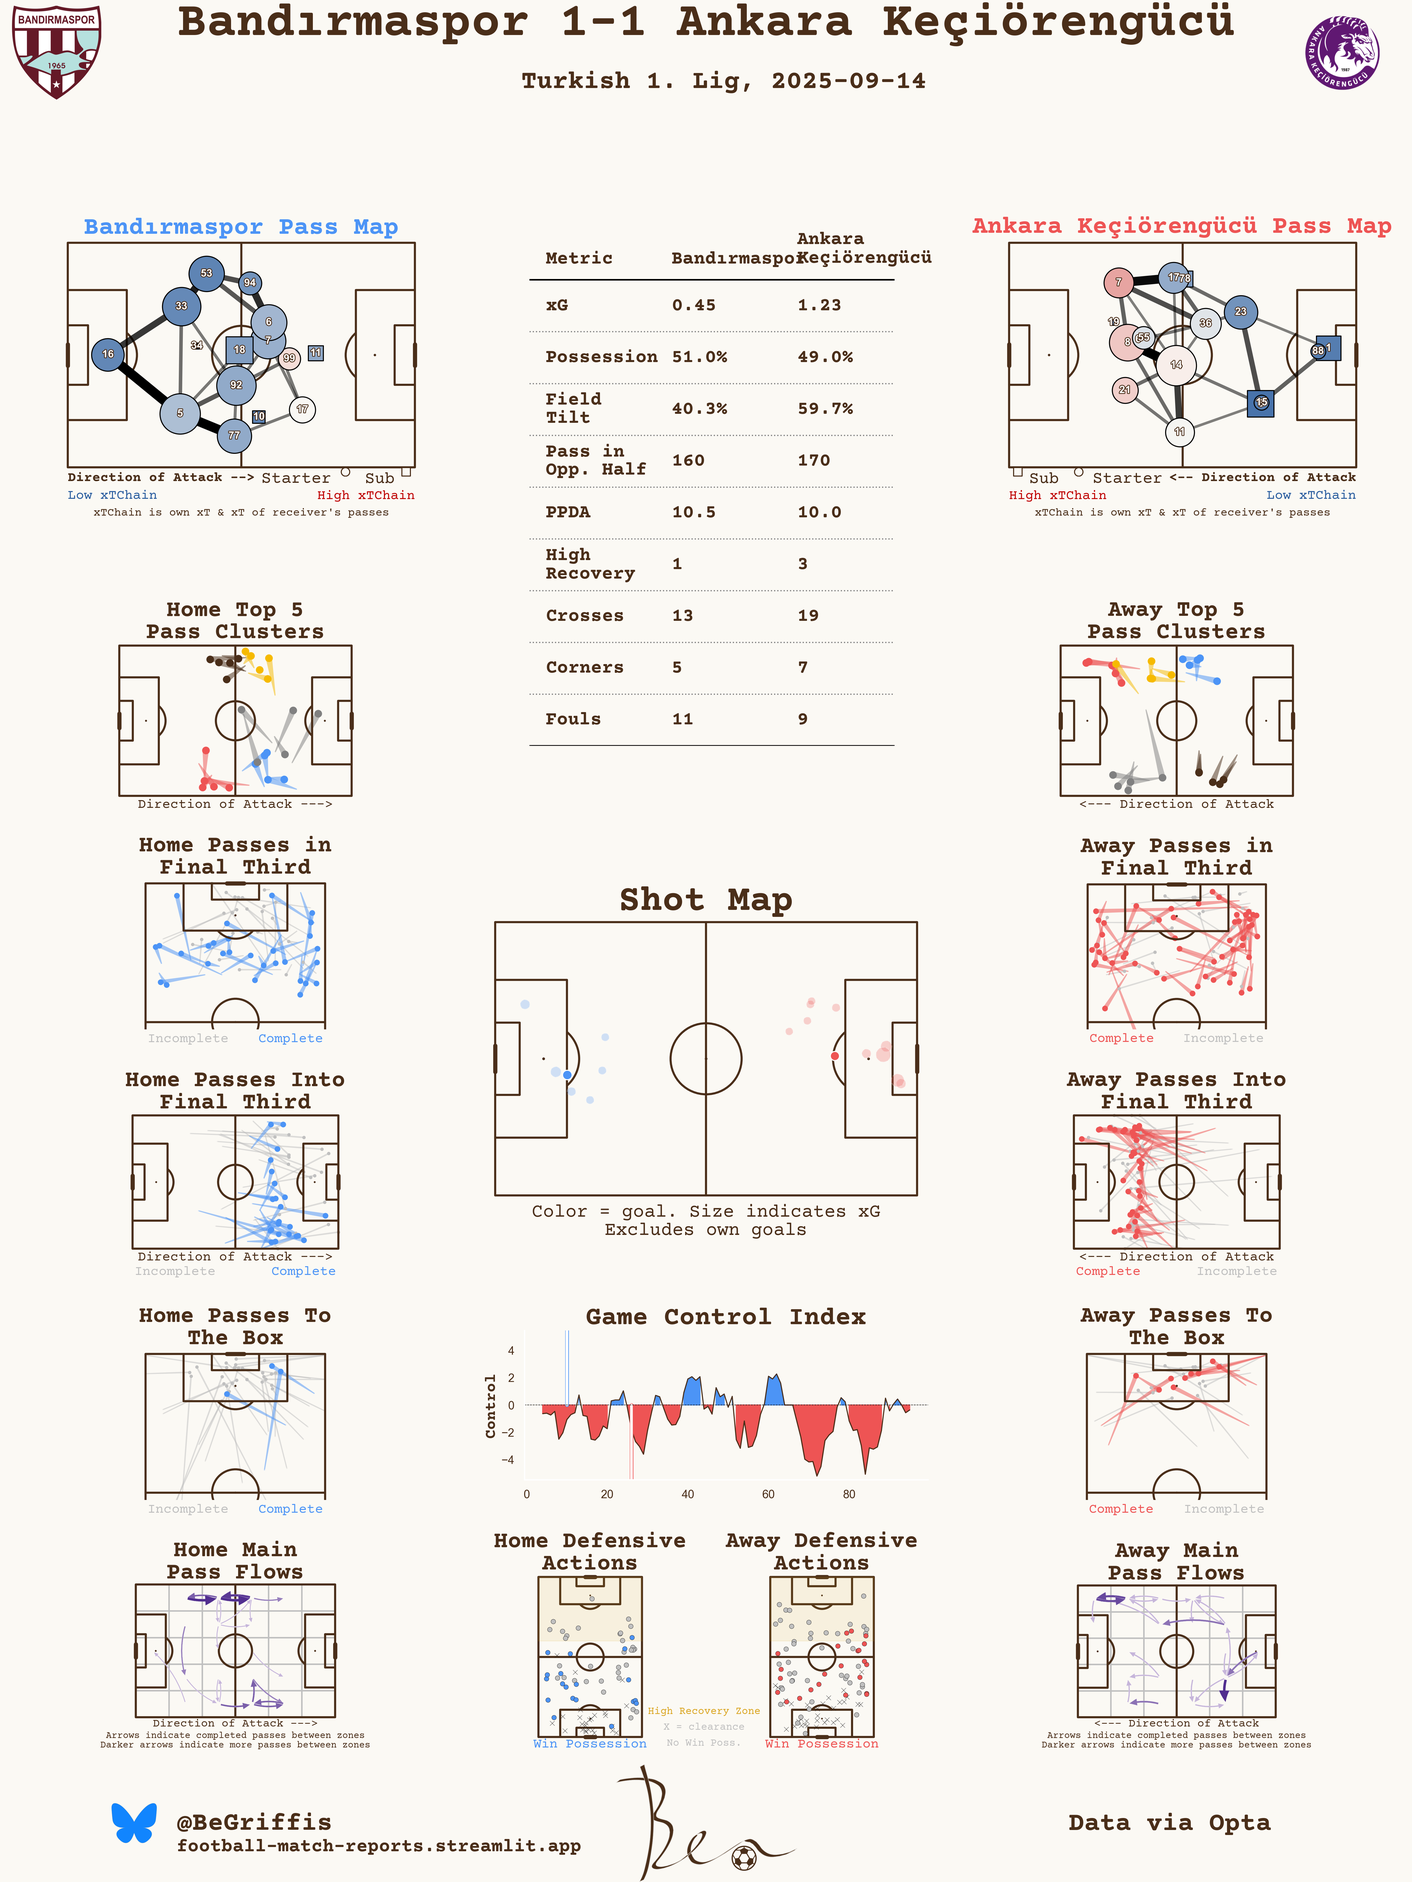 Bandırmaspor 1-1 Ankara Keçiörengücü
Turkish 1. Lig, 2025-09-14
BANDIRMASPOR
1965
ANKARA KEÇİÖRENGÜCÜ
1987
Bandırmaspor Pass Map
53
94
33
6
7
34
18
16
99
11
92
5
10
17
77
Direction of Attack --> Starter Sub
Low xTChain High xTChain
xTChain is own xT & xT of receiver's passes
Metric Bandırmaspor Ankara Keçiörengücü
xG 0.45 1.23
Possession 51.0% 49.0%
Field Tilt 40.3% 59.7%
Pass in Opp. Half 160 170
PPDA 10.5 10.0
High Recovery 1 3
Crosses 13 19
Corners 5 7
Fouls 11 9
Ankara Keçiörengücü Pass Map
7
17
78
19
36
23
8
55
88
1
14
21
15
11
Sub Starter <-- Direction of Attack
High xTChain Low xTChain
xTChain is own xT & xT of receiver's passes
Home Top 5
Pass Clusters
Direction of Attack --->
Away Top 5
Pass Clusters
<--- Direction of Attack
Home Passes in
Final Third
Incomplete Complete
Away Passes in
Final Third
Complete Incomplete
Shot Map
Color = goal. Size indicates xG
Excludes own goals
Home Passes Into
Final Third
Direction of Attack --->
Incomplete Complete
Away Passes Into
Final Third
<--- Direction of Attack
Complete Incomplete
Home Passes To
The Box
Incomplete Complete
Game Control Index
Control
4
2
0
−2
−4
0 20 40 60 80
Away Passes To
The Box
Complete Incomplete
Home Main
Pass Flows
Direction of Attack --->
Arrows indicate completed passes between zones
Darker arrows indicate more passes between zones
Home Defensive
Actions
Win Possession
High Recovery Zone
X = clearance
No Win Poss.
Away Defensive
Actions
Win Possession
Away Main
Pass Flows
<--- Direction of Attack
Arrows indicate completed passes between zones
Darker arrows indicate more passes between zones
@BeGriffis
football-match-reports.streamlit.app
Ben
Data via Opta